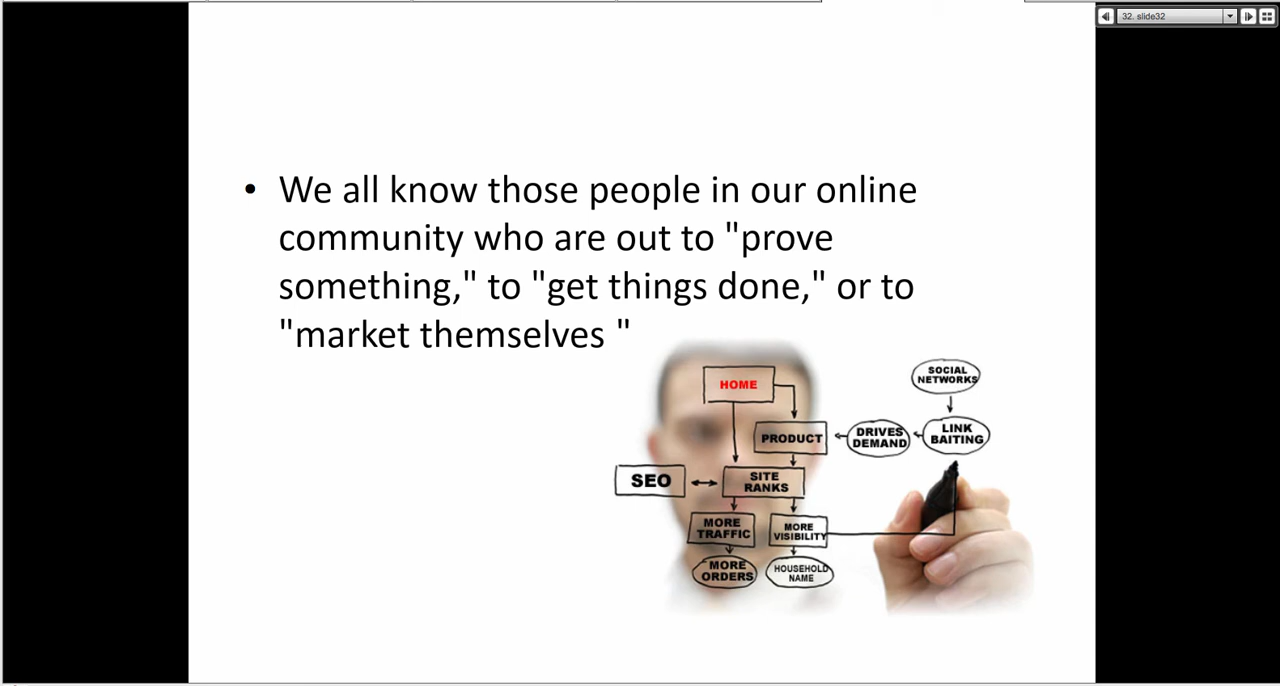 32. slide32
• We all know those people in our online
community who are out to "prove
something," to "get things done," or to
"market themselves "
HOME
SOCIAL
NETWORKS
PRODUCT
DRIVES
DEMAND
LINK
BAITING
SEO
SITE
RANKS
MORE
TRAFFIC
MORE
VISIBILITY
MORE
ORDERS
HOUSEHOLD
NAME